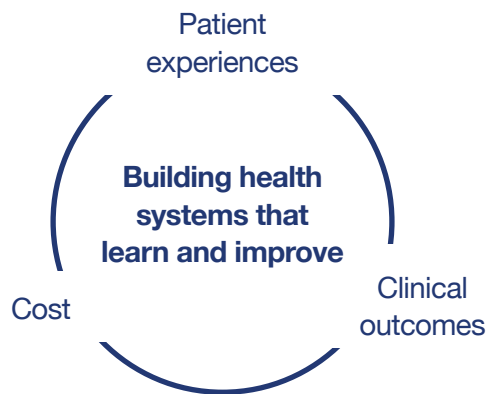 Patient
experiences
Building health
systems that
learn and improve
Cost
Clinical
outcomes